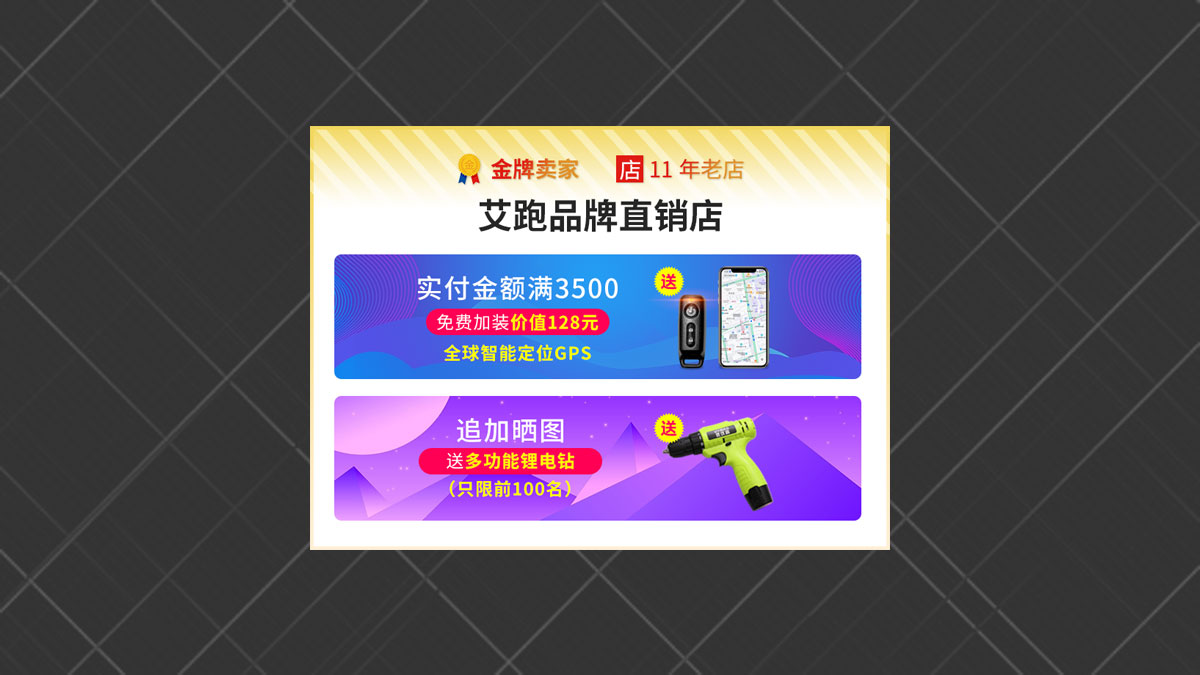 金牌卖家
店 11 年老店
艾跑品牌直销店
实付金额满3500
送
免费加装价值128元
全球智能定位GPS
追加晒图
送
送多功能锂电钻
（只限前100名）